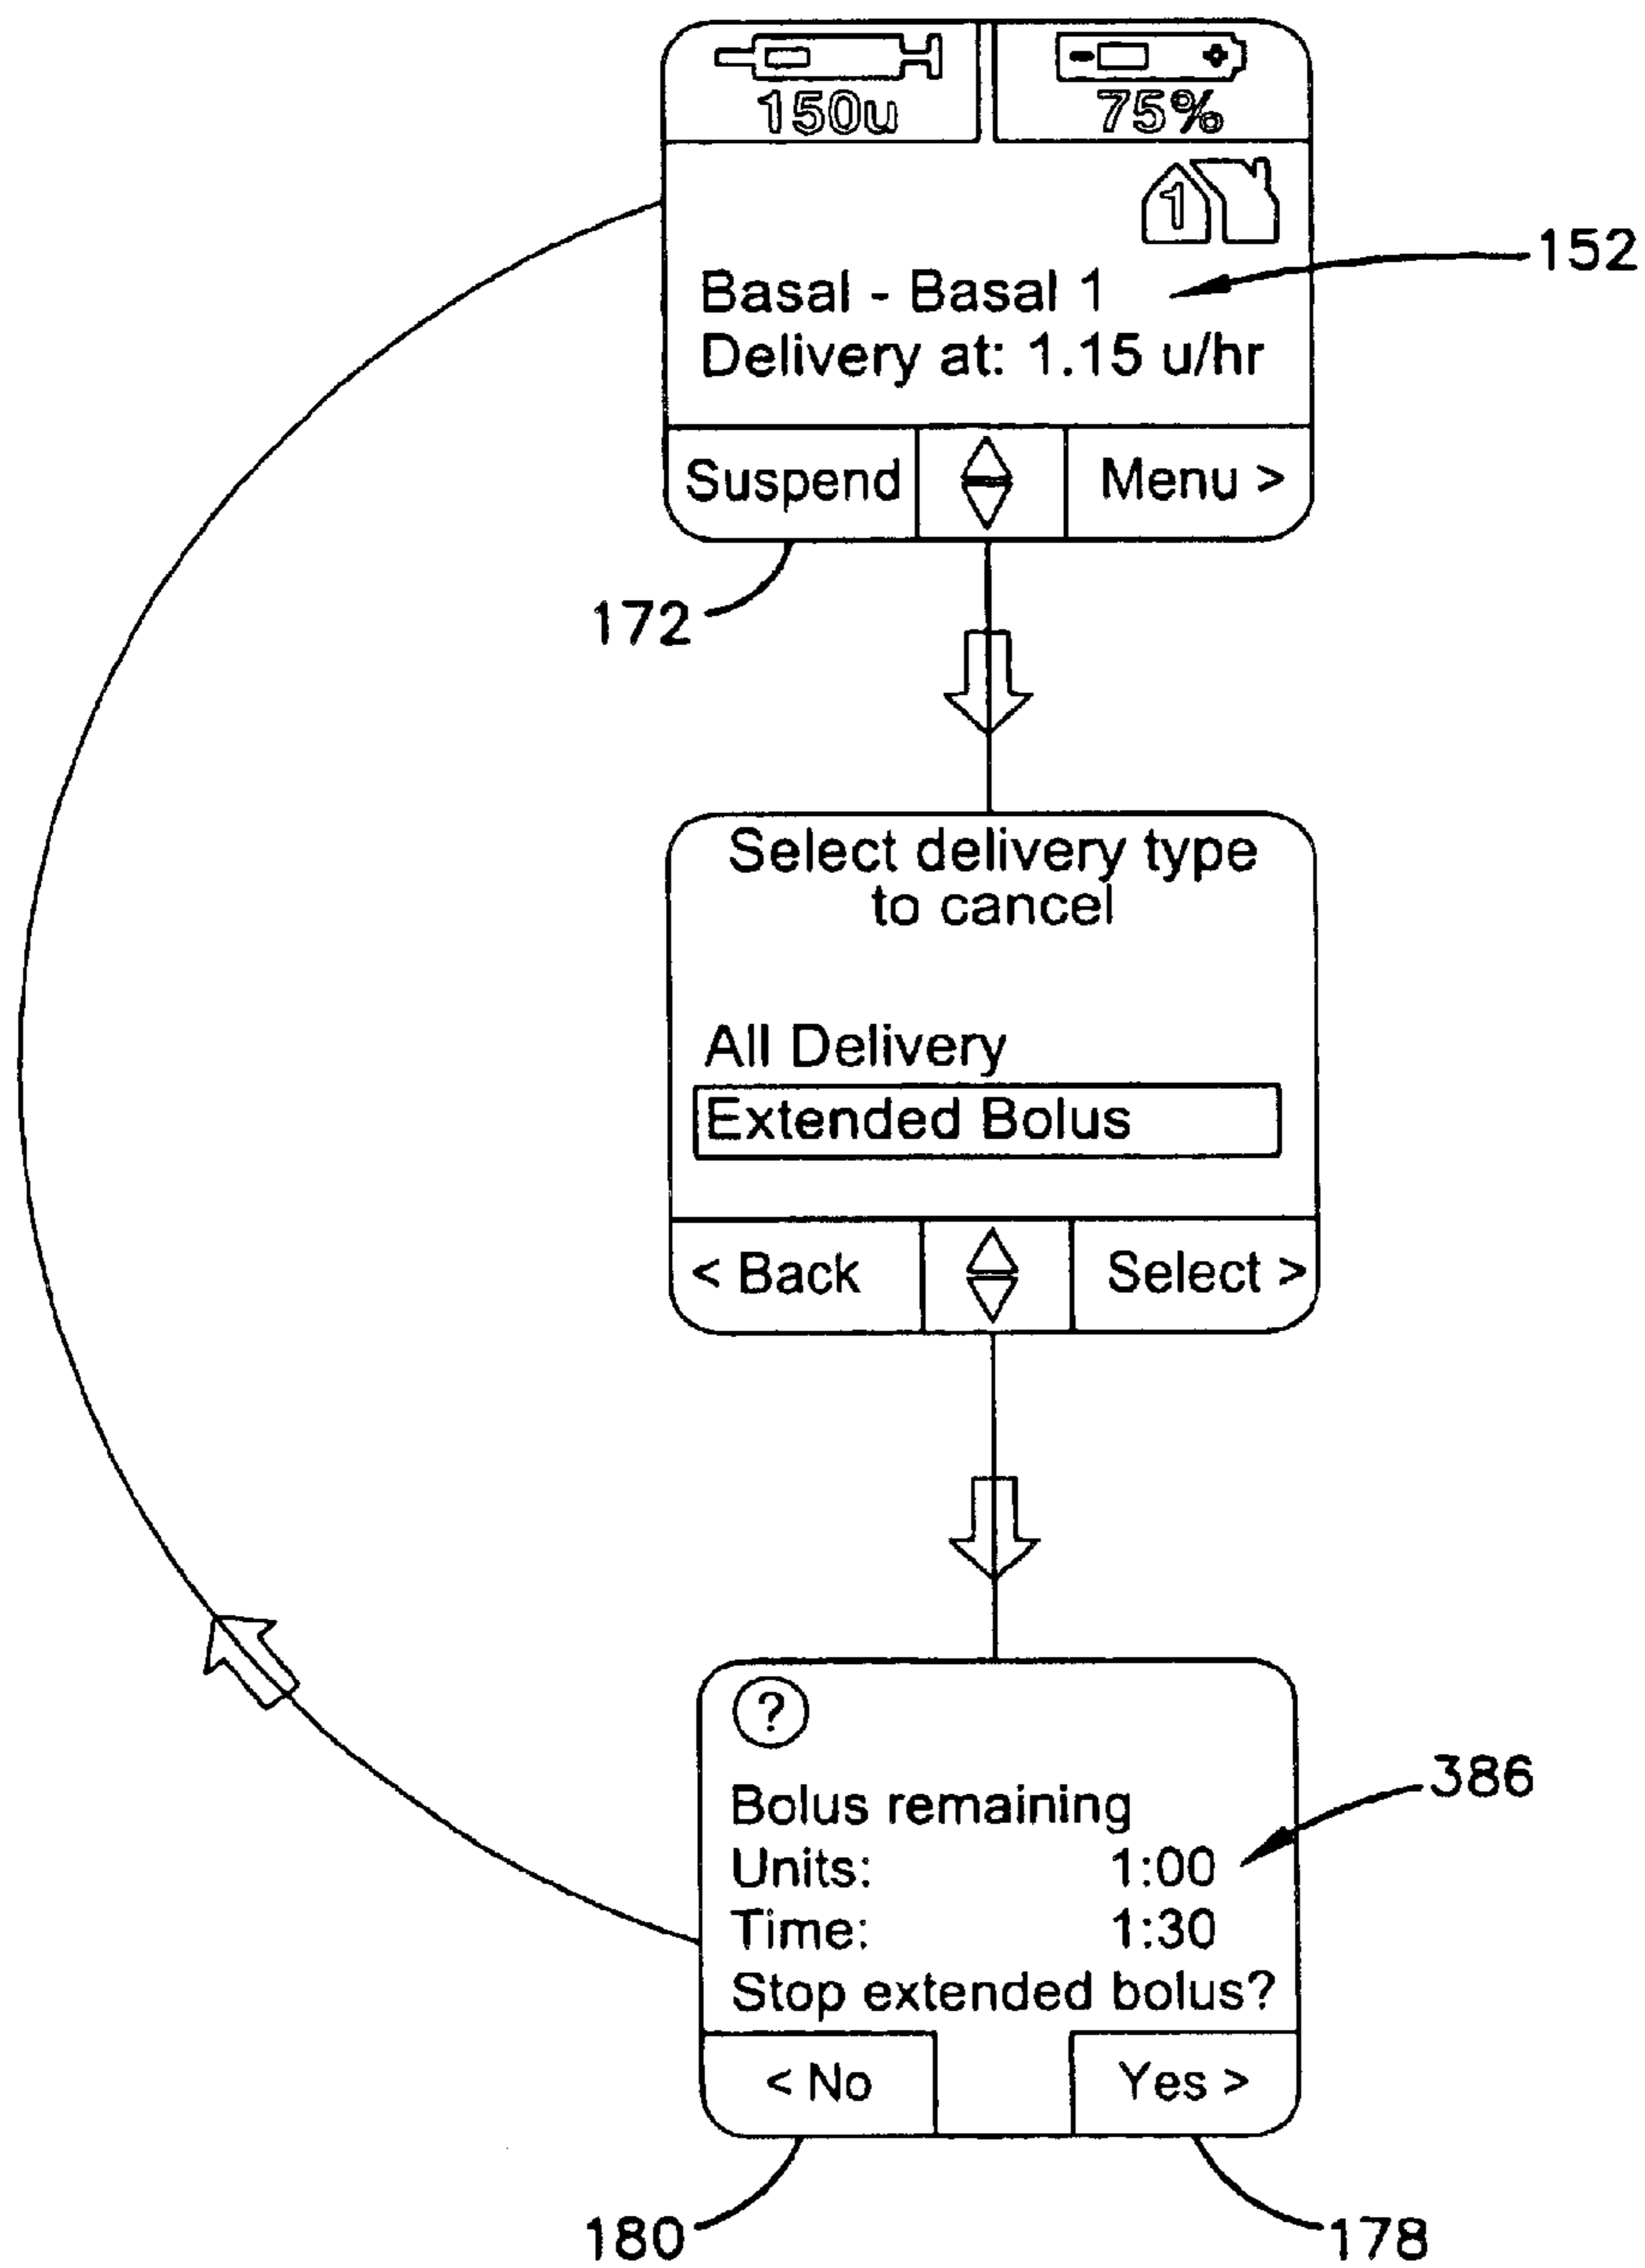 150u 75%
1
152
Basal - Basal 1
Delivery at: 1.15 u/hr
Suspend Menu >
172
Select delivery type
to cancel
All Delivery
Extended Bolus
< Back Select >
?
386
Bolus remaining
Units: 1:00
Time: 1:30
Stop extended bolus?
< No Yes >
180 178